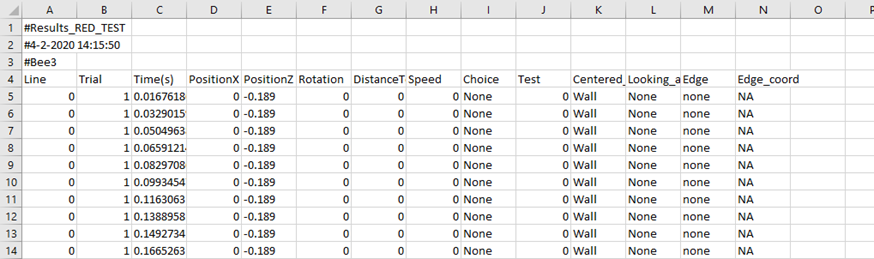 A B C D E F G H I J K L M N O P
1 #Results_RED_TEST
2 #4-2-2020 14:15:50
3 #Bee3
4 Line Trial Time(s) PositionX PositionZ Rotation DistanceT Speed Choice Test Centered_ Looking_a Edge Edge_coord
5 0 1 0.0167618 0 -0.189 0 0 0 None 0 Wall None none NA
6 0 1 0.0329015 0 -0.189 0 0 0 None 0 Wall None none NA
7 0 1 0.0504963 0 -0.189 0 0 0 None 0 Wall None none NA
8 0 1 0.0659121 0 -0.189 0 0 0 None 0 Wall None none NA
9 0 1 0.0829708 0 -0.189 0 0 0 None 0 Wall None none NA
10 0 1 0.0993454 0 -0.189 0 0 0 None 0 Wall None none NA
11 0 1 0.1163063 0 -0.189 0 0 0 None 0 Wall None none NA
12 0 1 0.1388958 0 -0.189 0 0 0 None 0 Wall None none NA
13 0 1 0.1492734 0 -0.189 0 0 0 None 0 Wall None none NA
14 0 1 0.1665263 0 -0.189 0 0 0 None 0 Wall None none NA